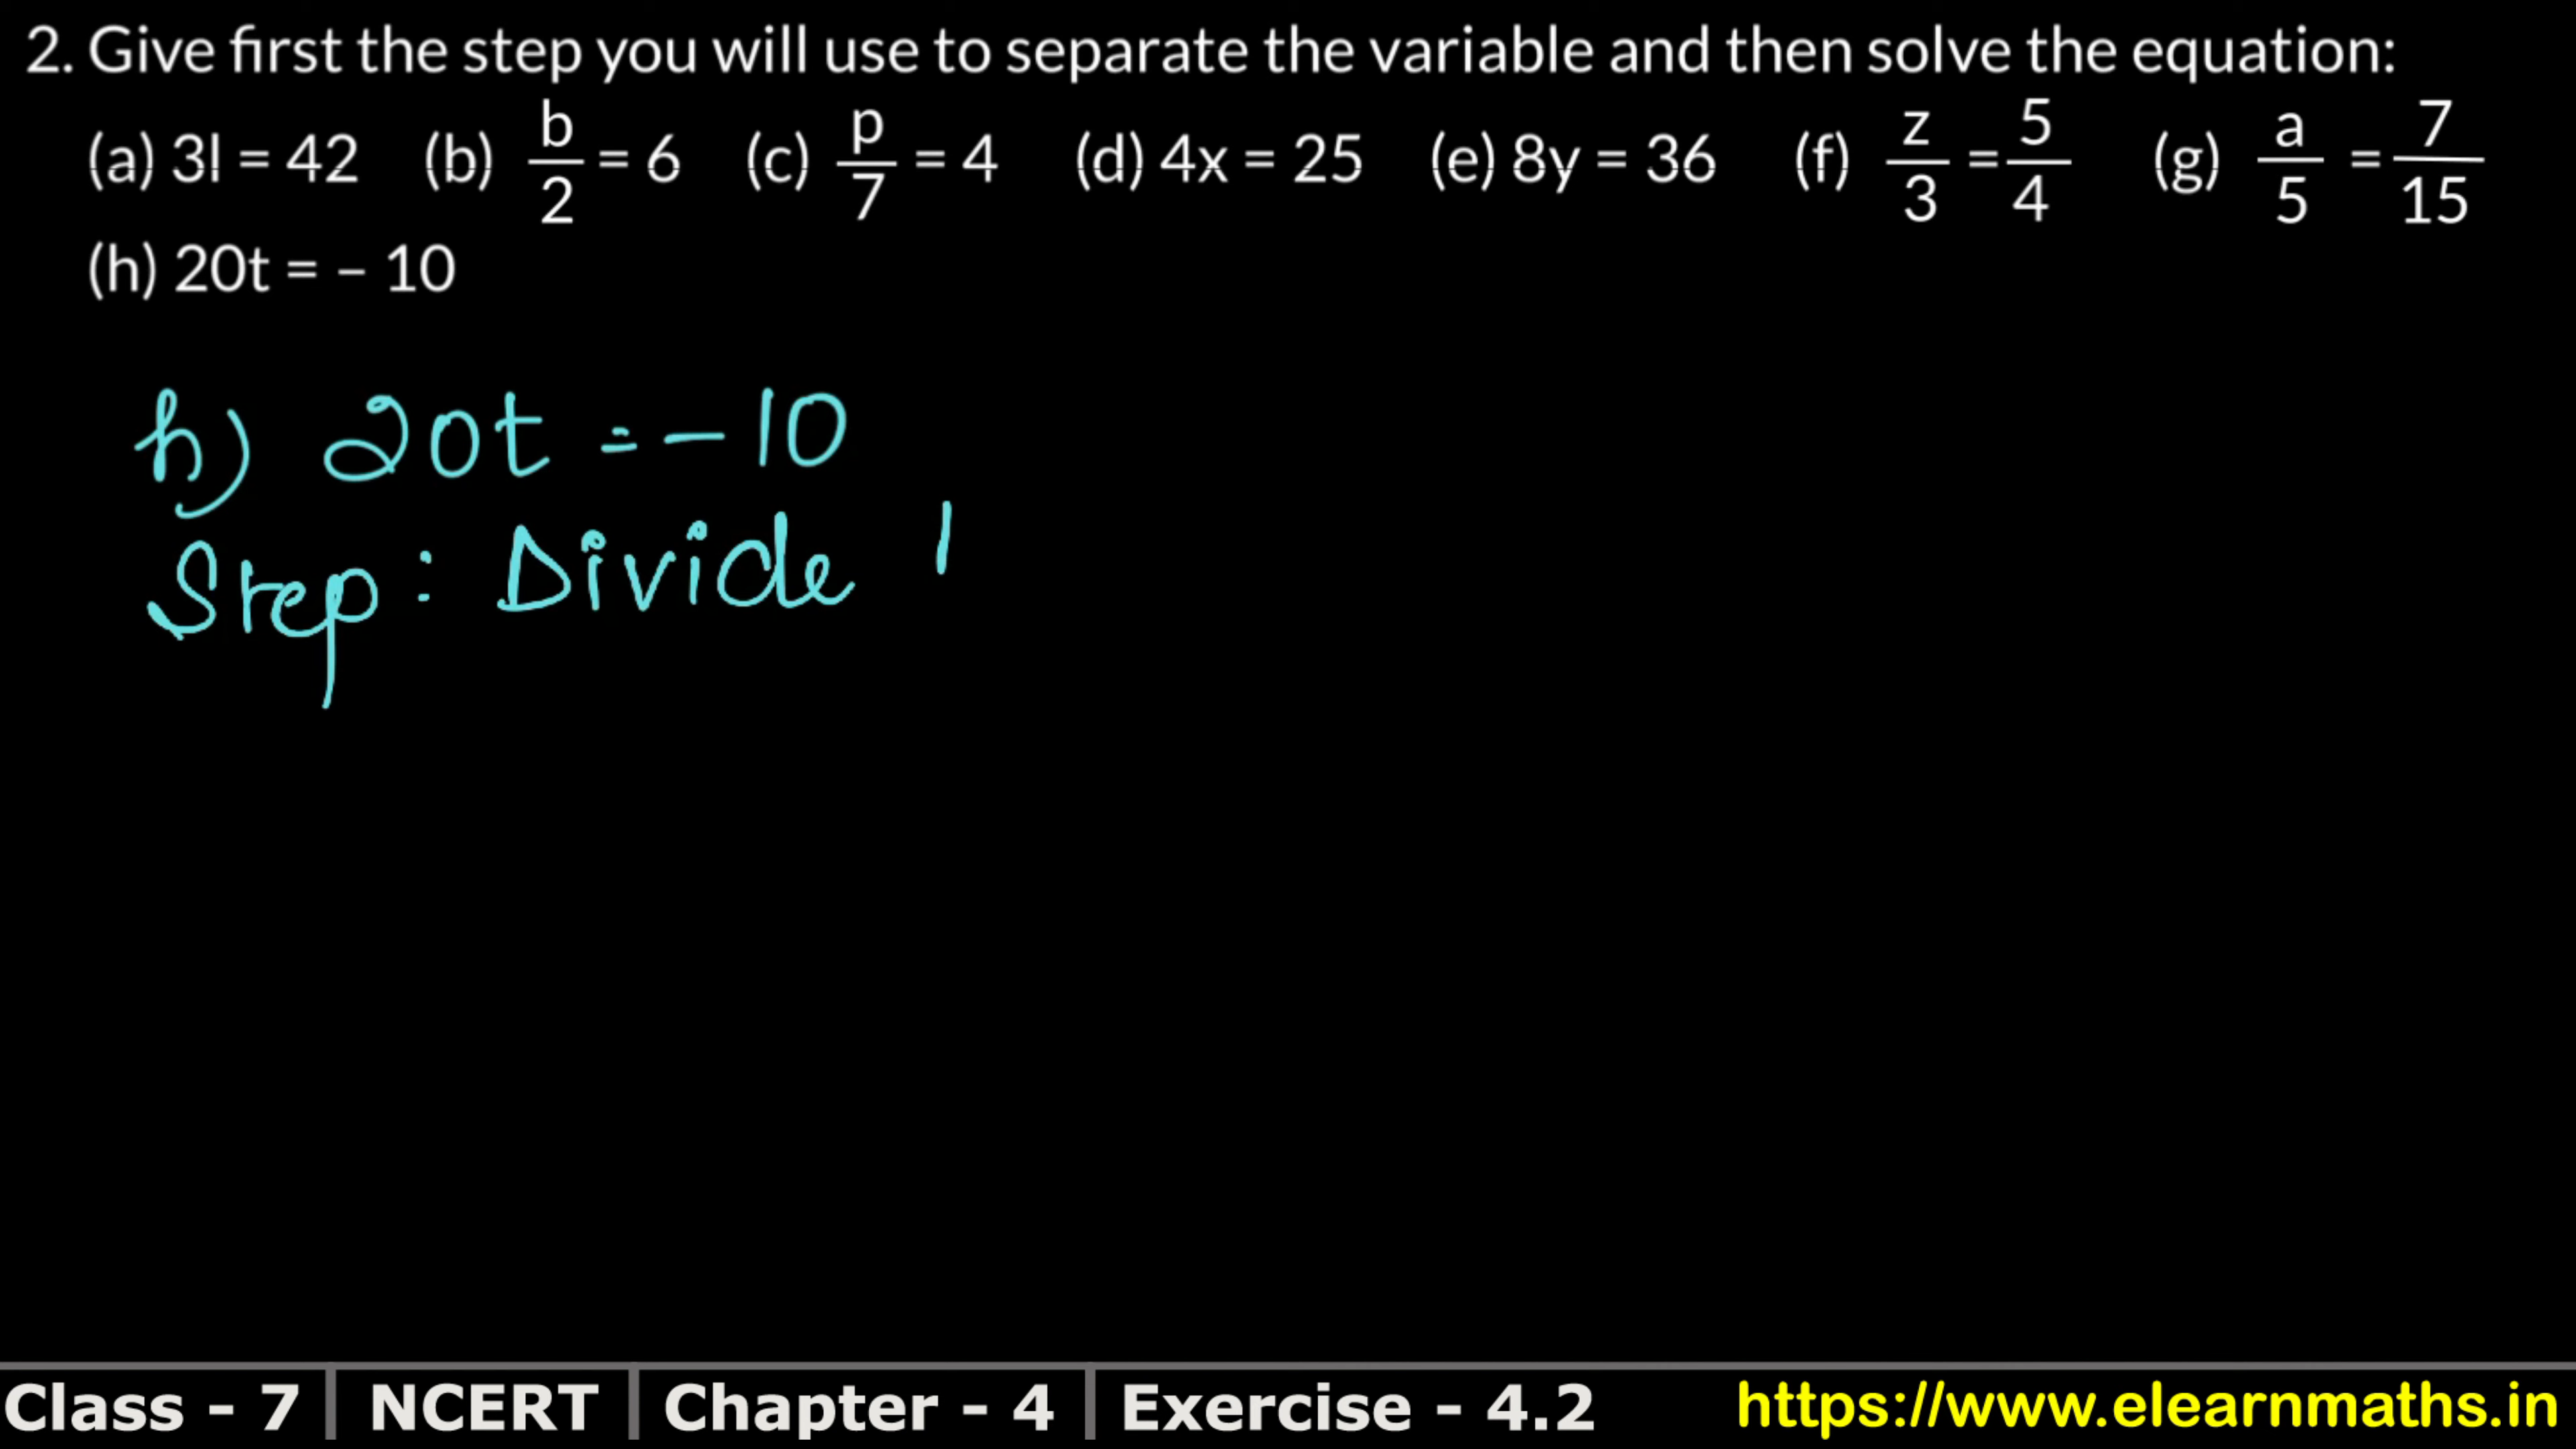 2. Give first the step you will use to separate the variable and then solve the equation:
(a) 3l = 42 (b) b/2 = 6 (c) p/7 = 4 (d) 4x = 25 (e) 8y = 36 (f) z/3 = 5/4 (g) a/5 = 7/15
(h) 20t = – 10
h) 20t = -10
Step: Divide
Class - 7 | NCERT | Chapter - 4 | Exercise - 4.2 https://www.elearnmaths.in